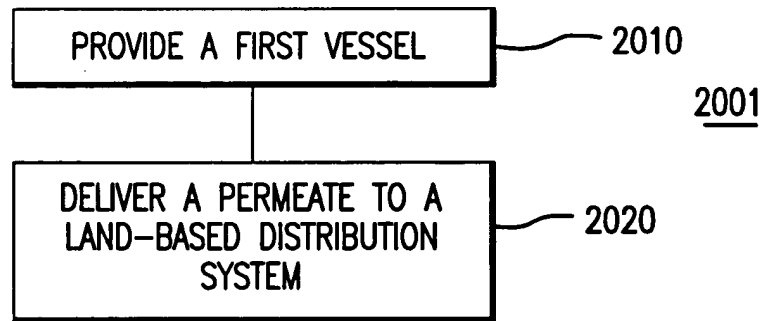 PROVIDE A FIRST VESSEL
2010
2001
DELIVER A PERMEATE TO A
LAND-BASED DISTRIBUTION
SYSTEM
2020